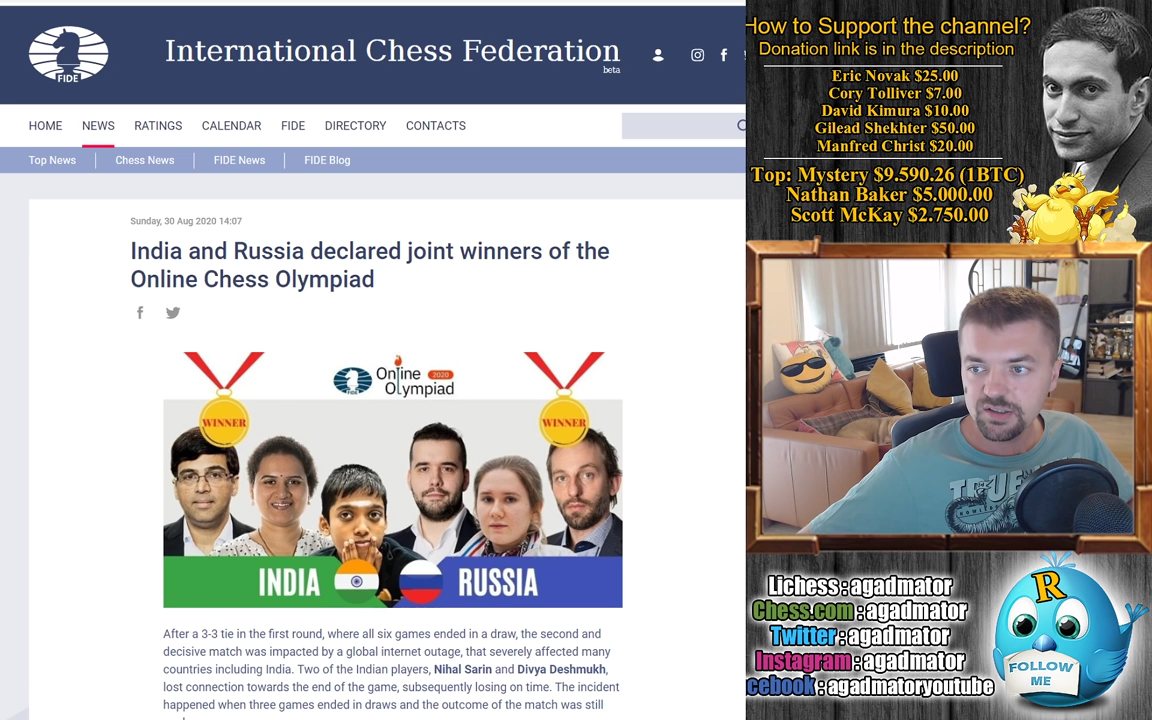 FIDE
International Chess Federation
beta
HOME NEWS RATINGS CALENDAR FIDE DIRECTORY CONTACTS
Top News Chess News FIDE News FIDE Blog
Sunday, 30 Aug 2020 14:07
India and Russia declared joint winners of the
Online Chess Olympiad
Online 2020
Olympiad
WINNER WINNER
INDIA RUSSIA
After a 3-3 tie in the first round, where all six games ended in a draw, the second and
decisive match was impacted by a global internet outage, that severely affected many
countries including India. Two of the Indian players, Nihal Sarin and Divya Deshmukh,
lost connection towards the end of the game, subsequently losing on time. The incident
happened when three games ended in draws and the outcome of the match was still
How to Support the channel?
Donation link is in the description
Eric Novak $25.00
Cory Tolliver $7.00
David Kimura $10.00
Gilead Shekhter $50.00
Manfred Christ $20.00
Top: Mystery $9.590.26 (1BTC)
Nathan Baker $5.000.00
Scott McKay $2.750.00
TRUE
Lichess : agadmator
Chess.com : agadmator
Twitter : agadmator
Instagram : agadmator
cebook : agadmatoryoutube
R
FOLLOW
ME